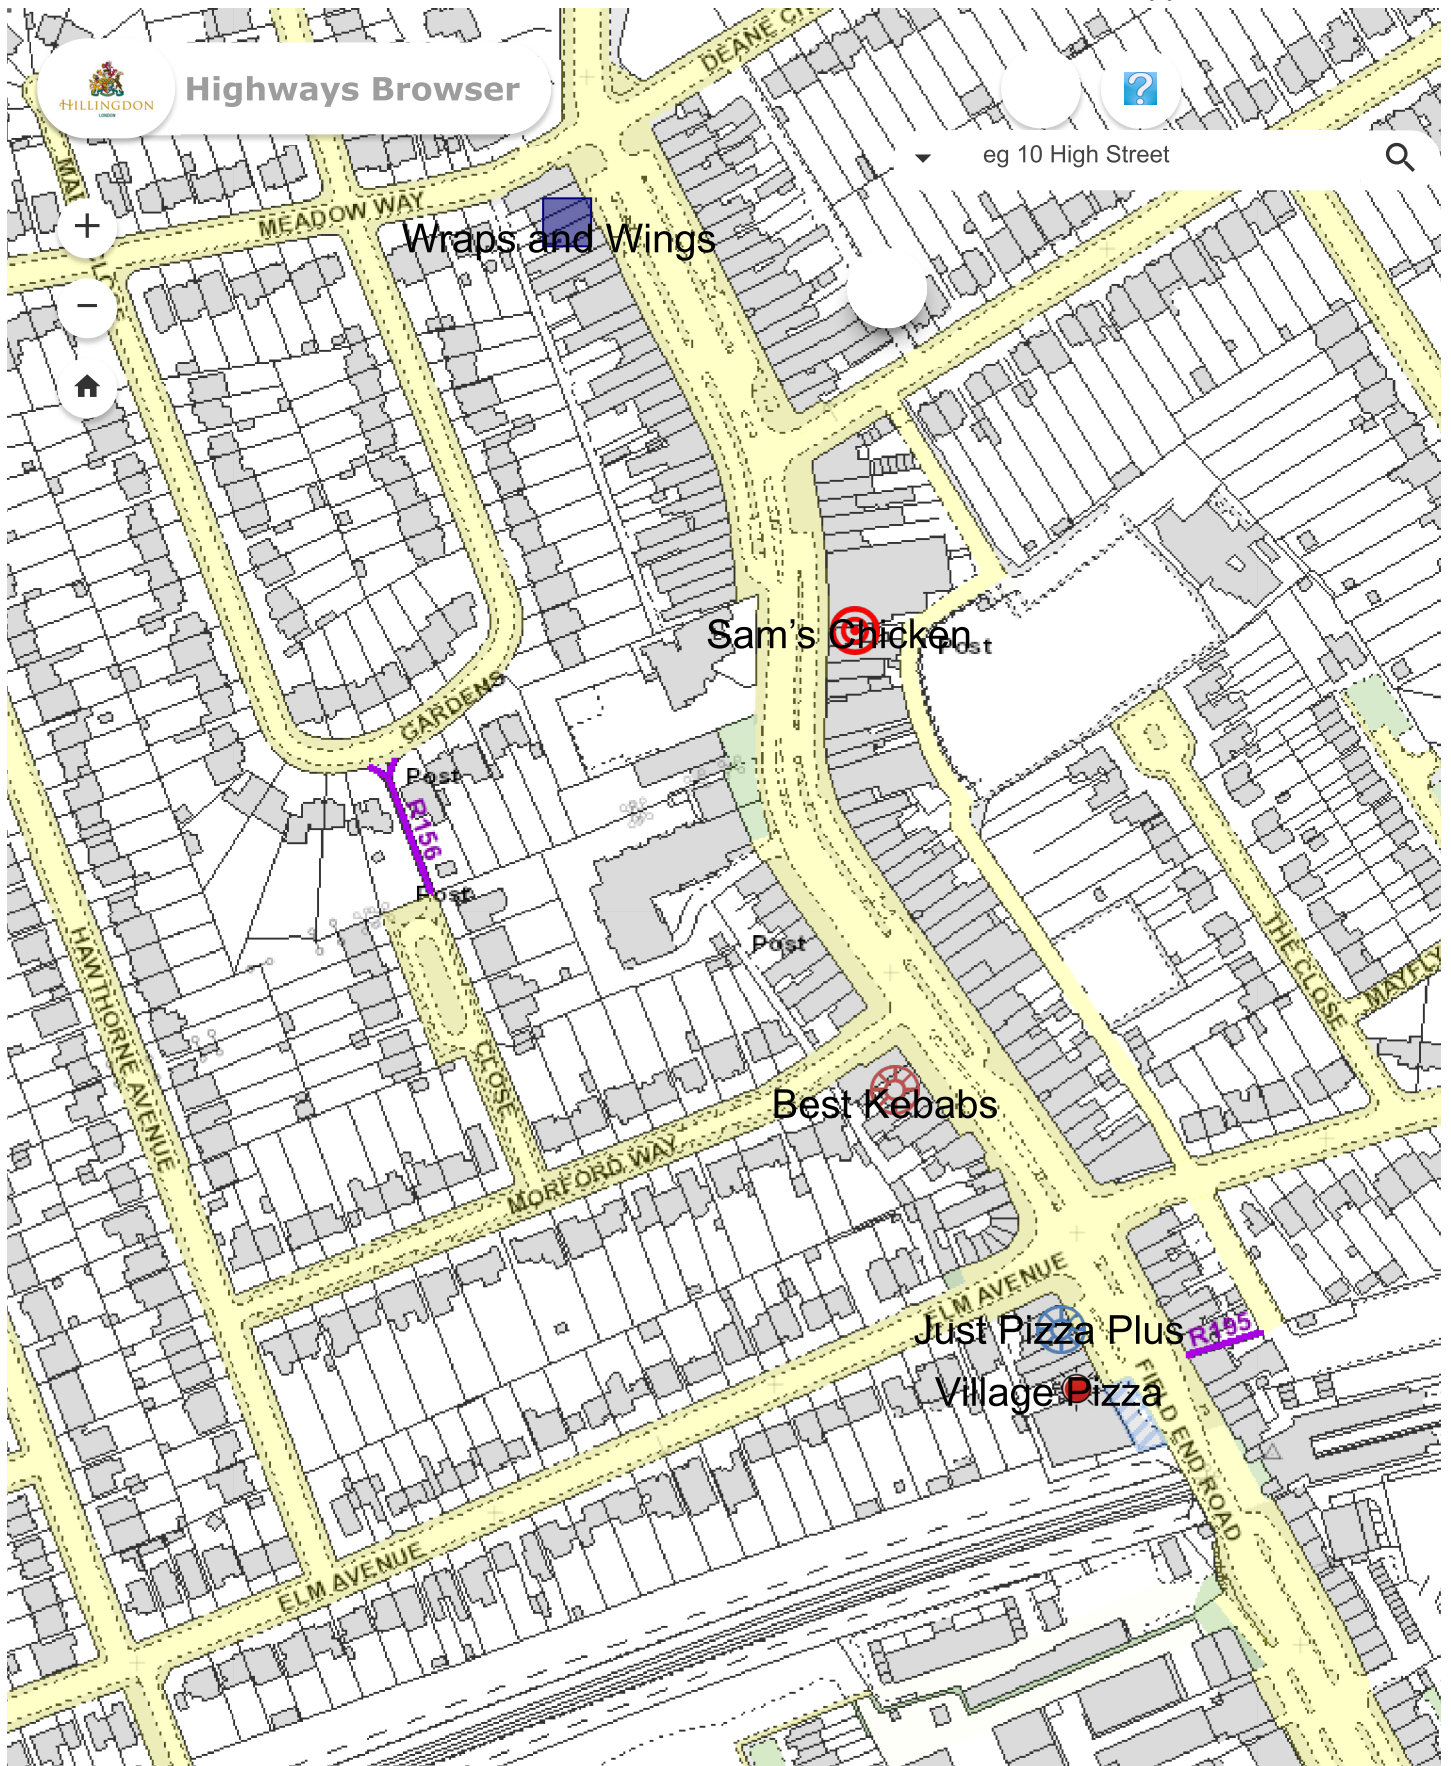 DEANE CR
HILLINGDON
LONDON
Highways Browser
?
eg 10 High Street
MEADOW WAY
+
Wraps and Wings
−
Sam's Chicken
Post
GARDENS
Post
R156
Post
Post
HAWTHORNE AVENUE
THE CLOSE
MAYFLY
CLOSE
Best Kebabs
MORFORD WAY
ELM AVENUE
Just Pizza Plus
R195
Village Pizza
FIELD END ROAD
ELM AVENUE